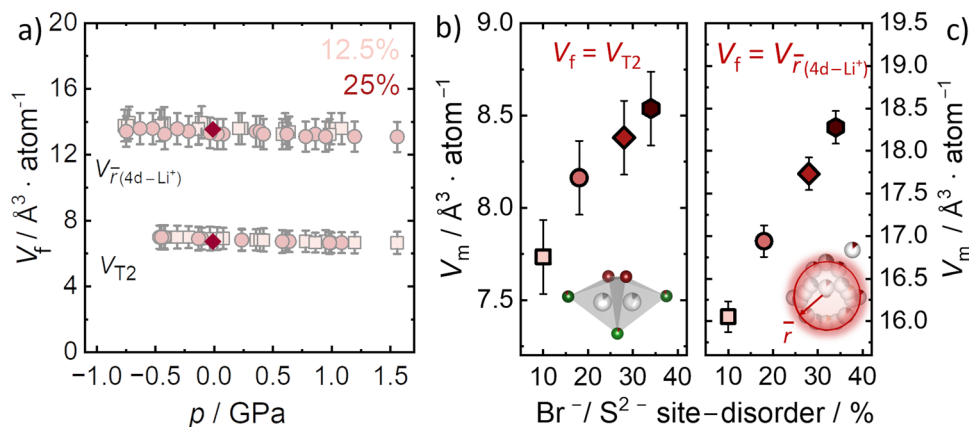 a)
20
16
12
8
4
0
V_f / Å³ · atom⁻¹
12.5%
25%
V_r̅(4d–Li⁺)
V_T2
−1.0 −0.5 0.0 0.5 1.0 1.5
p / GPa
b)
9.0
8.5
8.0
7.5
V_m / Å³ · atom⁻¹
V_f = V_T2
10 20 30 40
c)
V_f = V_r̅(4d–Li⁺)
r̅
19.5
19.0
18.5
18.0
17.5
17.0
16.5
16.0
V_m / Å³ · atom⁻¹
10 20 30 40
Br⁻/ S²⁻ site–disorder / %